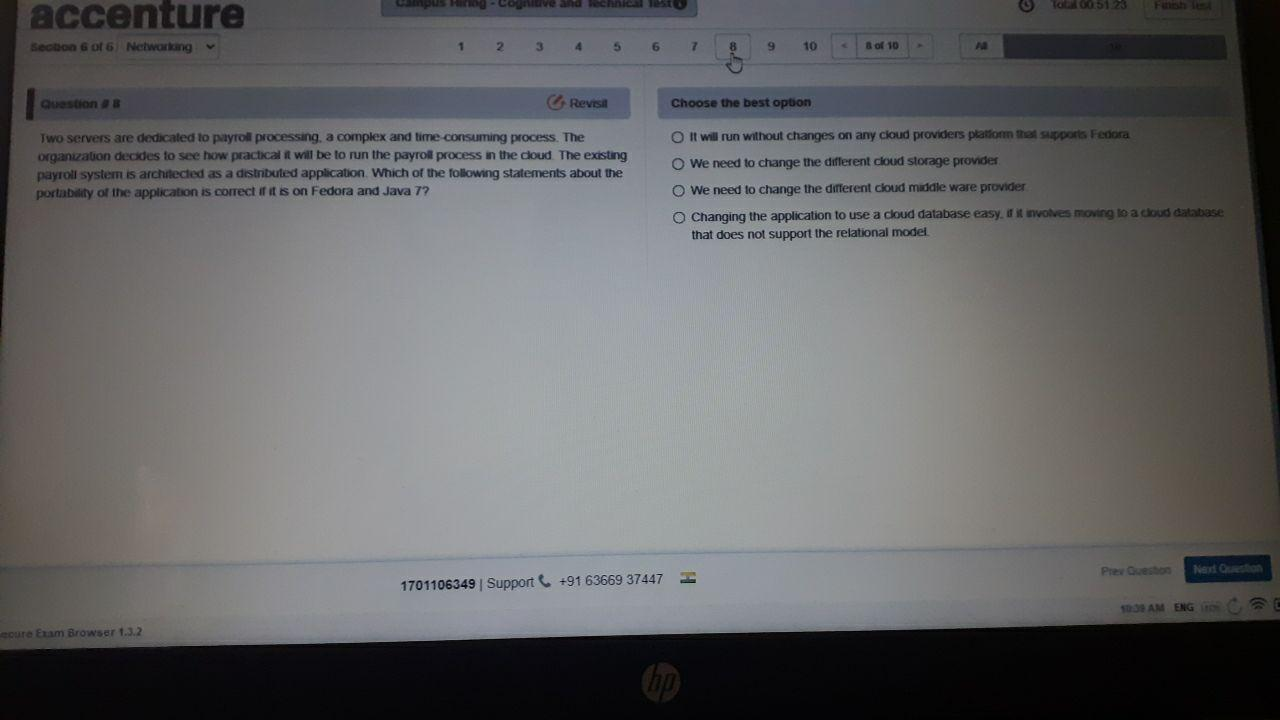 accenture
Campus Hiring - Cognitive and Technical Test
Total 00:51:23
Finish Test
Section 6 of 6 Networking
1 2 3 4 5 6 7 8 9 10 < 8 of 10 > All 10
Question # 8
Revisit
Two servers are dedicated to payroll processing, a complex and time-consuming process. The
organization decides to see how practical it will be to run the payroll process in the cloud. The existing
payroll system is architected as a distributed application. Which of the following statements about the
portability of the application is correct if it is on Fedora and Java 7?
Choose the best option
It will run without changes on any cloud providers platform that supports Fedora.
We need to change the different cloud storage provider.
We need to change the different cloud middle ware provider.
Changing the application to use a cloud database easy, if it involves moving to a cloud database
that does not support the relational model.
1701106349 | Support +91 63669 37447
Prev Question
Next Question
10:39 AM ENG
ecure Exam Browser 1.3.2
hp